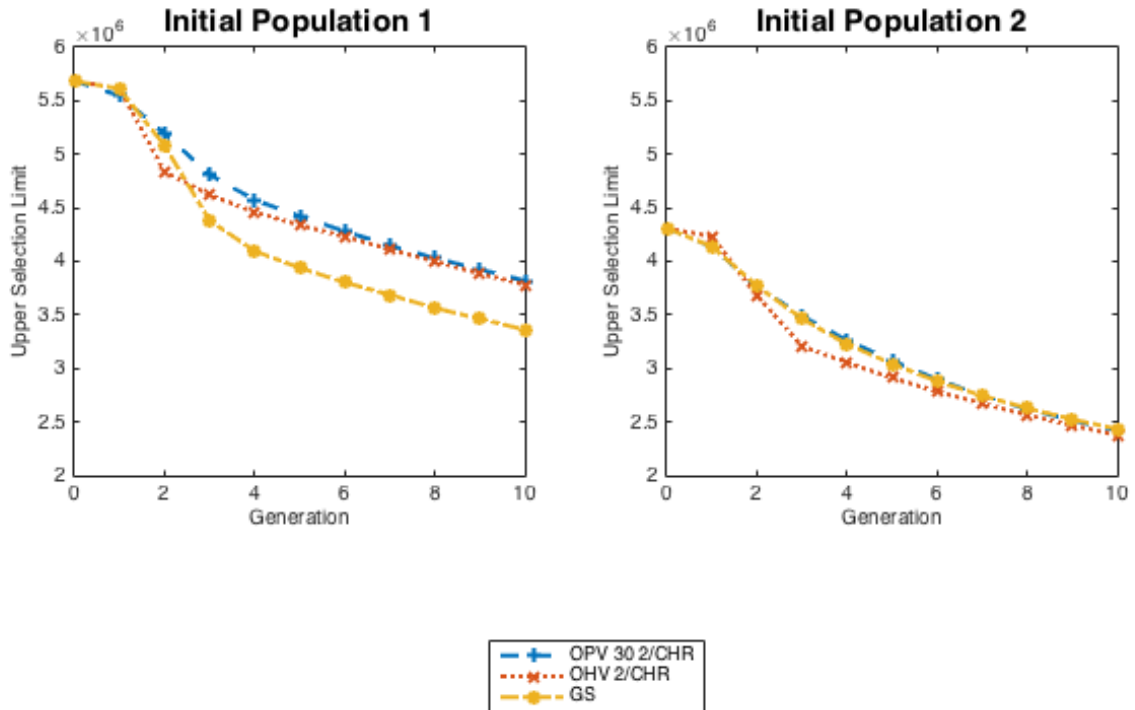 Initial Population 1
×10^6
6
5.5
5
4.5
4
3.5
3
2.5
2
Upper Selection Limit
0 2 4 6 8 10
Generation
Initial Population 2
×10^6
6
5.5
5
4.5
4
3.5
3
2.5
2
Upper Selection Limit
0 2 4 6 8 10
Generation
OPV 30 2/CHR
OHV 2/CHR
GS